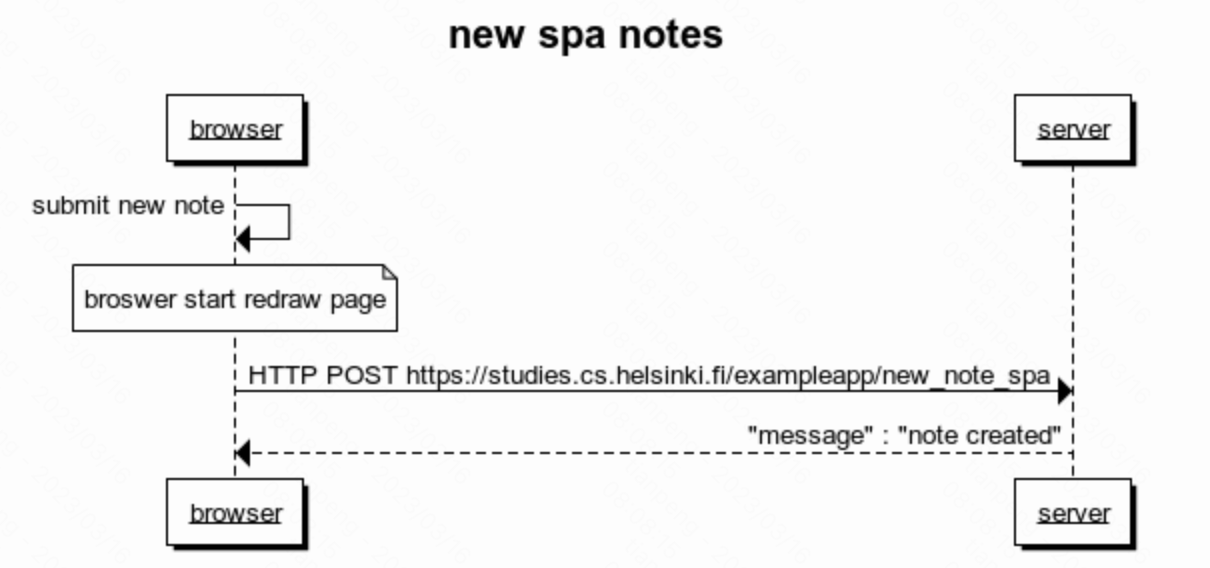 new spa notes
browser
server
submit new note
broswer start redraw page
HTTP POST https://studies.cs.helsinki.fi/exampleapp/new_note_spa
"message" : "note created"
browser
server